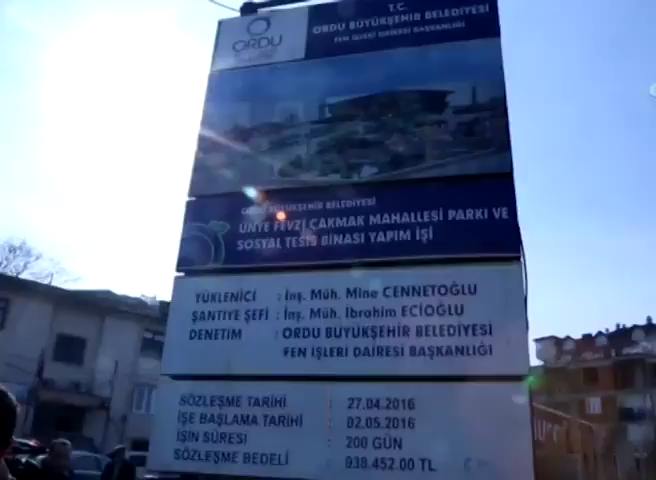 T.C.
ORDU BÜYÜKŞEHİR BELEDİYESİ
FEN İŞLERİ DAİRESİ BAŞKANLIĞI
ORDU
ORDU BÜYÜKŞEHİR BELEDİYESİ
ÜNYE FEVZİ ÇAKMAK MAHALLESİ PARKI VE
SOSYAL TESİS BİNASI YAPIM İŞİ
YÜKLENİCİ : İnş. Müh. Mine CENNETOĞLU
ŞANTİYE ŞEFİ : İnş. Müh. İbrahim ECİOĞLU
DENETİM : ORDU BÜYÜKŞEHİR BELEDİYESİ
FEN İŞLERİ DAİRESİ BAŞKANLIĞI
SÖZLEŞME TARİHİ : 27.04.2016
İŞE BAŞLAMA TARİHİ : 02.05.2016
İŞİN SÜRESİ : 200 GÜN
SÖZLEŞME BEDELİ : 938.452.00 TL